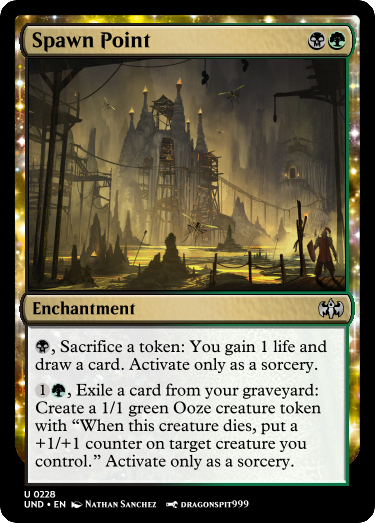 Spawn Point
Enchantment
, Sacrifice a token: You gain 1 life and
draw a card. Activate only as a sorcery.
1, Exile a card from your graveyard:
Create a 1/1 green Ooze creature token
with “When this creature dies, put a
+1/+1 counter on target creature you
control.” Activate only as a sorcery.
U 0228
UND • EN Nathan Sanchez dragonspit999